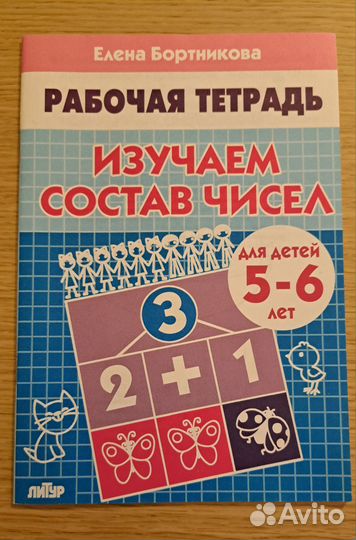 Елена Бортникова
РАБОЧАЯ ТЕТРАДЬ
ИЗУЧАЕМ
СОСТАВ ЧИСЕЛ
для детей
5-6
лет
3
2 + 1
ЛИТУР
Avito